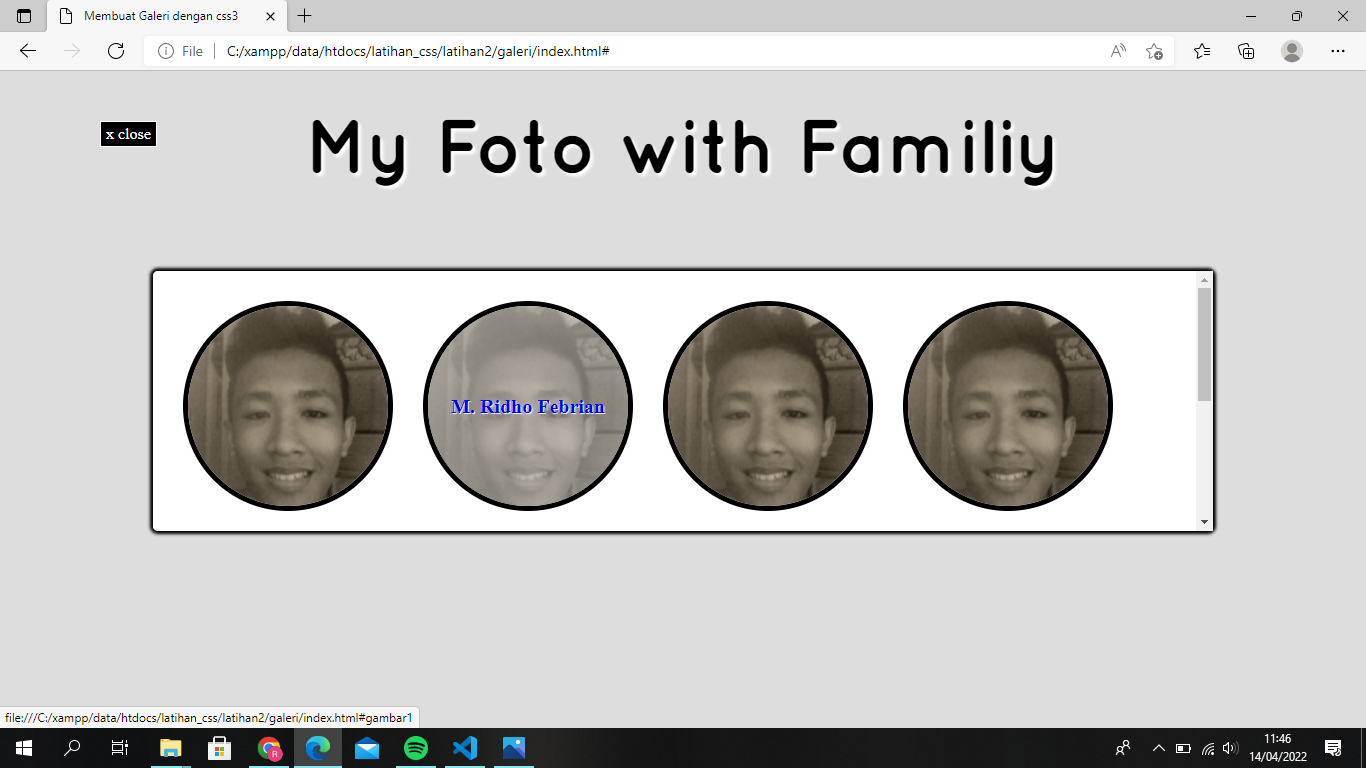 Membuat Galeri dengan css3
File
C:/xampp/data/htdocs/latihan_css/latihan2/galeri/index.html#
x close
My Foto with Familiy
M. Ridho Febrian
file:///C:/xampp/data/htdocs/latihan_css/latihan2/galeri/index.html#gambar1
R
11:46
14/04/2022